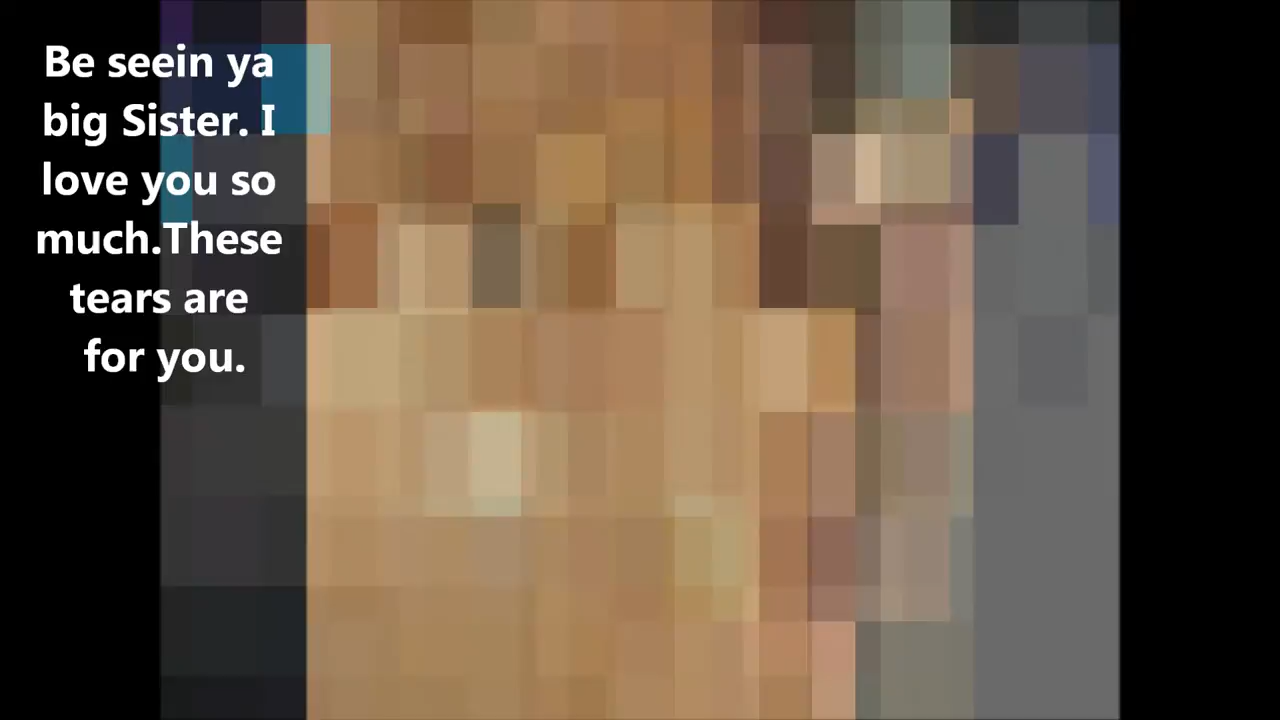 Be seein ya
big Sister. I
love you so
much.These
tears are
for you.